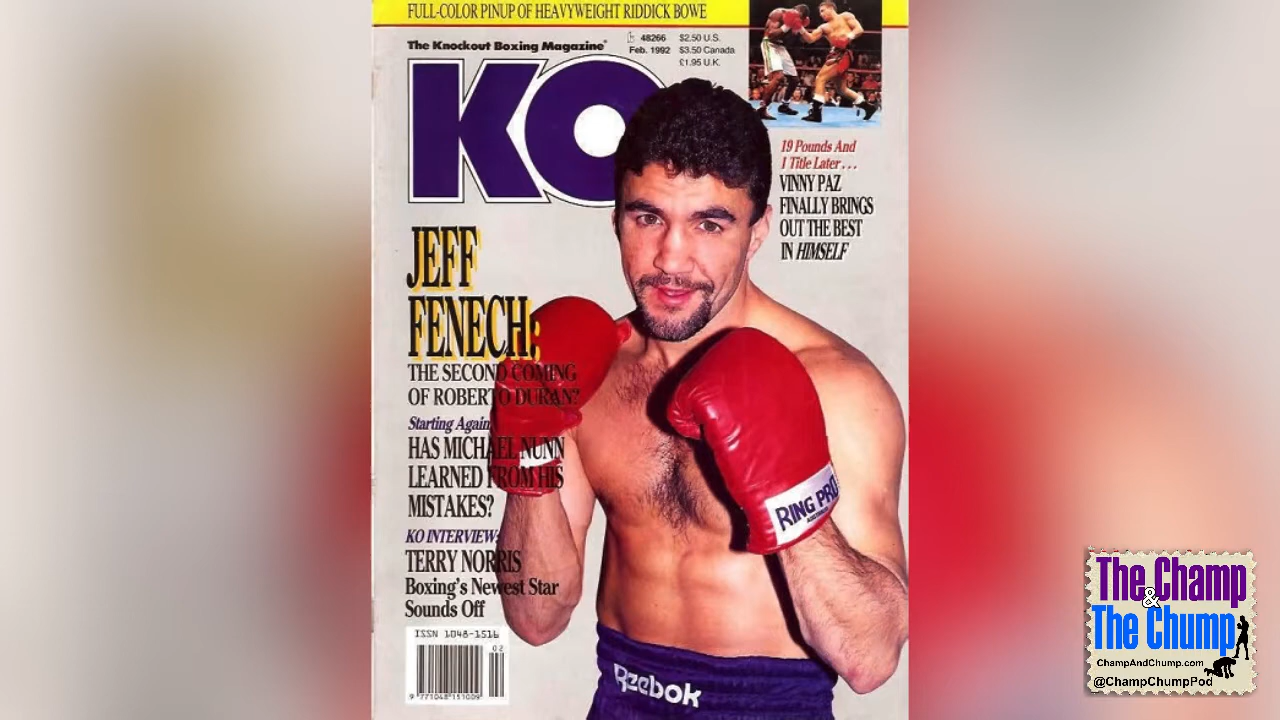 FULL-COLOR PINUP OF HEAVYWEIGHT RIDDICK BOWE
The Knockout Boxing Magazine®
48266
Feb. 1992
$2.50 U.S.
$3.50 Canada
£1.95 U.K.
KO
19 Pounds And
1 Title Later . . .
VINNY PAZ
FINALLY BRINGS
OUT THE BEST
IN HIMSELF
JEFF
FENECH:
THE SECOND COMING
OF ROBERTO DURAN?
Starting Again
HAS MICHAEL NUNN
LEARNED FROM HIS
MISTAKES?
KO INTERVIEW:
TERRY NORRIS
Boxing's Newest Star
Sounds Off
ISSN 1048-1516
02
9 771048 151009
RING PRO
Reebok
The Champ
&
The Chump
ChampAndChump.com
@ChampChumpPod